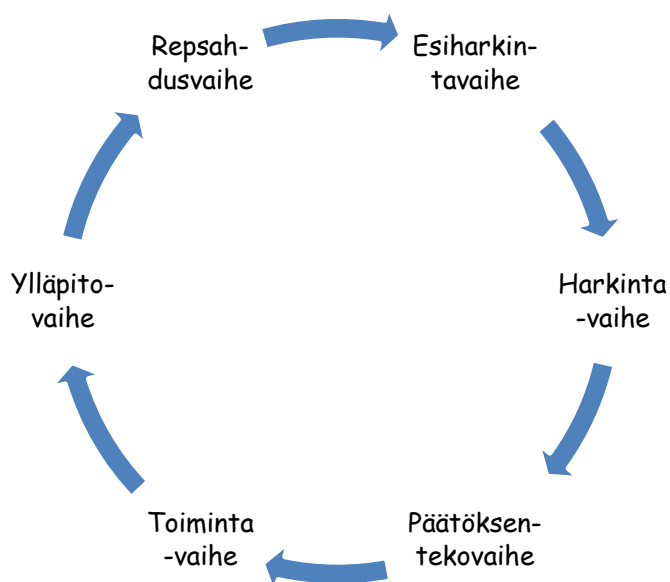 Repsah-
dusvaihe
Esiharkin-
tavaihe
Harkinta
-vaihe
Päätöksen-
tekovaihe
Toiminta
-vaihe
Ylläpito-
vaihe